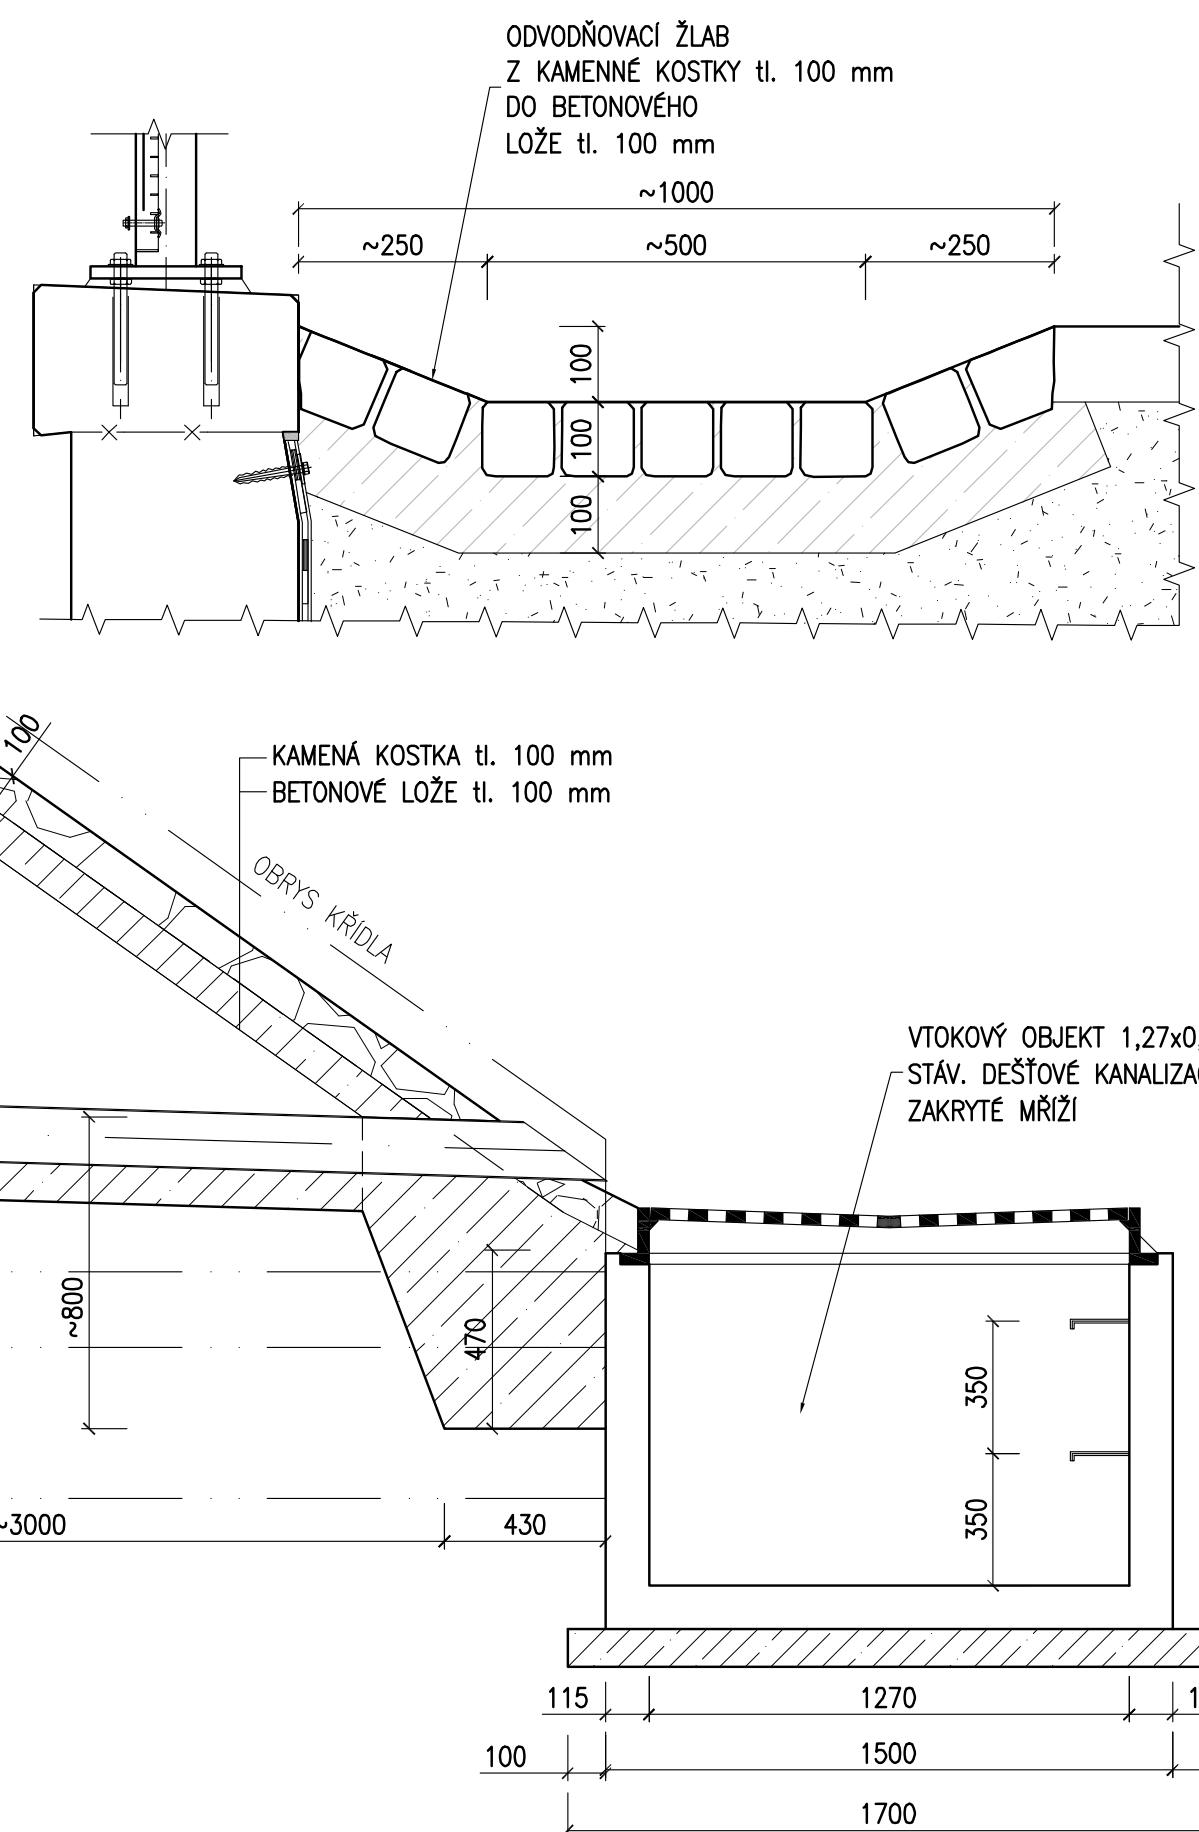 ODVODŇOVACÍ ŽLAB
Z KAMENNÉ KOSTKY tl. 100 mm
DO BETONOVÉHO
LOŽE tl. 100 mm
~1000
~250
~500
~250
100
100
100
100
KAMENÁ KOSTKA tl. 100 mm
BETONOVÉ LOŽE tl. 100 mm
OBRYS KŘÍDLA
VTOKOVÝ OBJEKT 1,27x0,
STÁV. DEŠŤOVÉ
ZAKRYTÉ MŘÍŽÍ
~800
470
350
350
~3000
430
115
1270
100
1500
1700